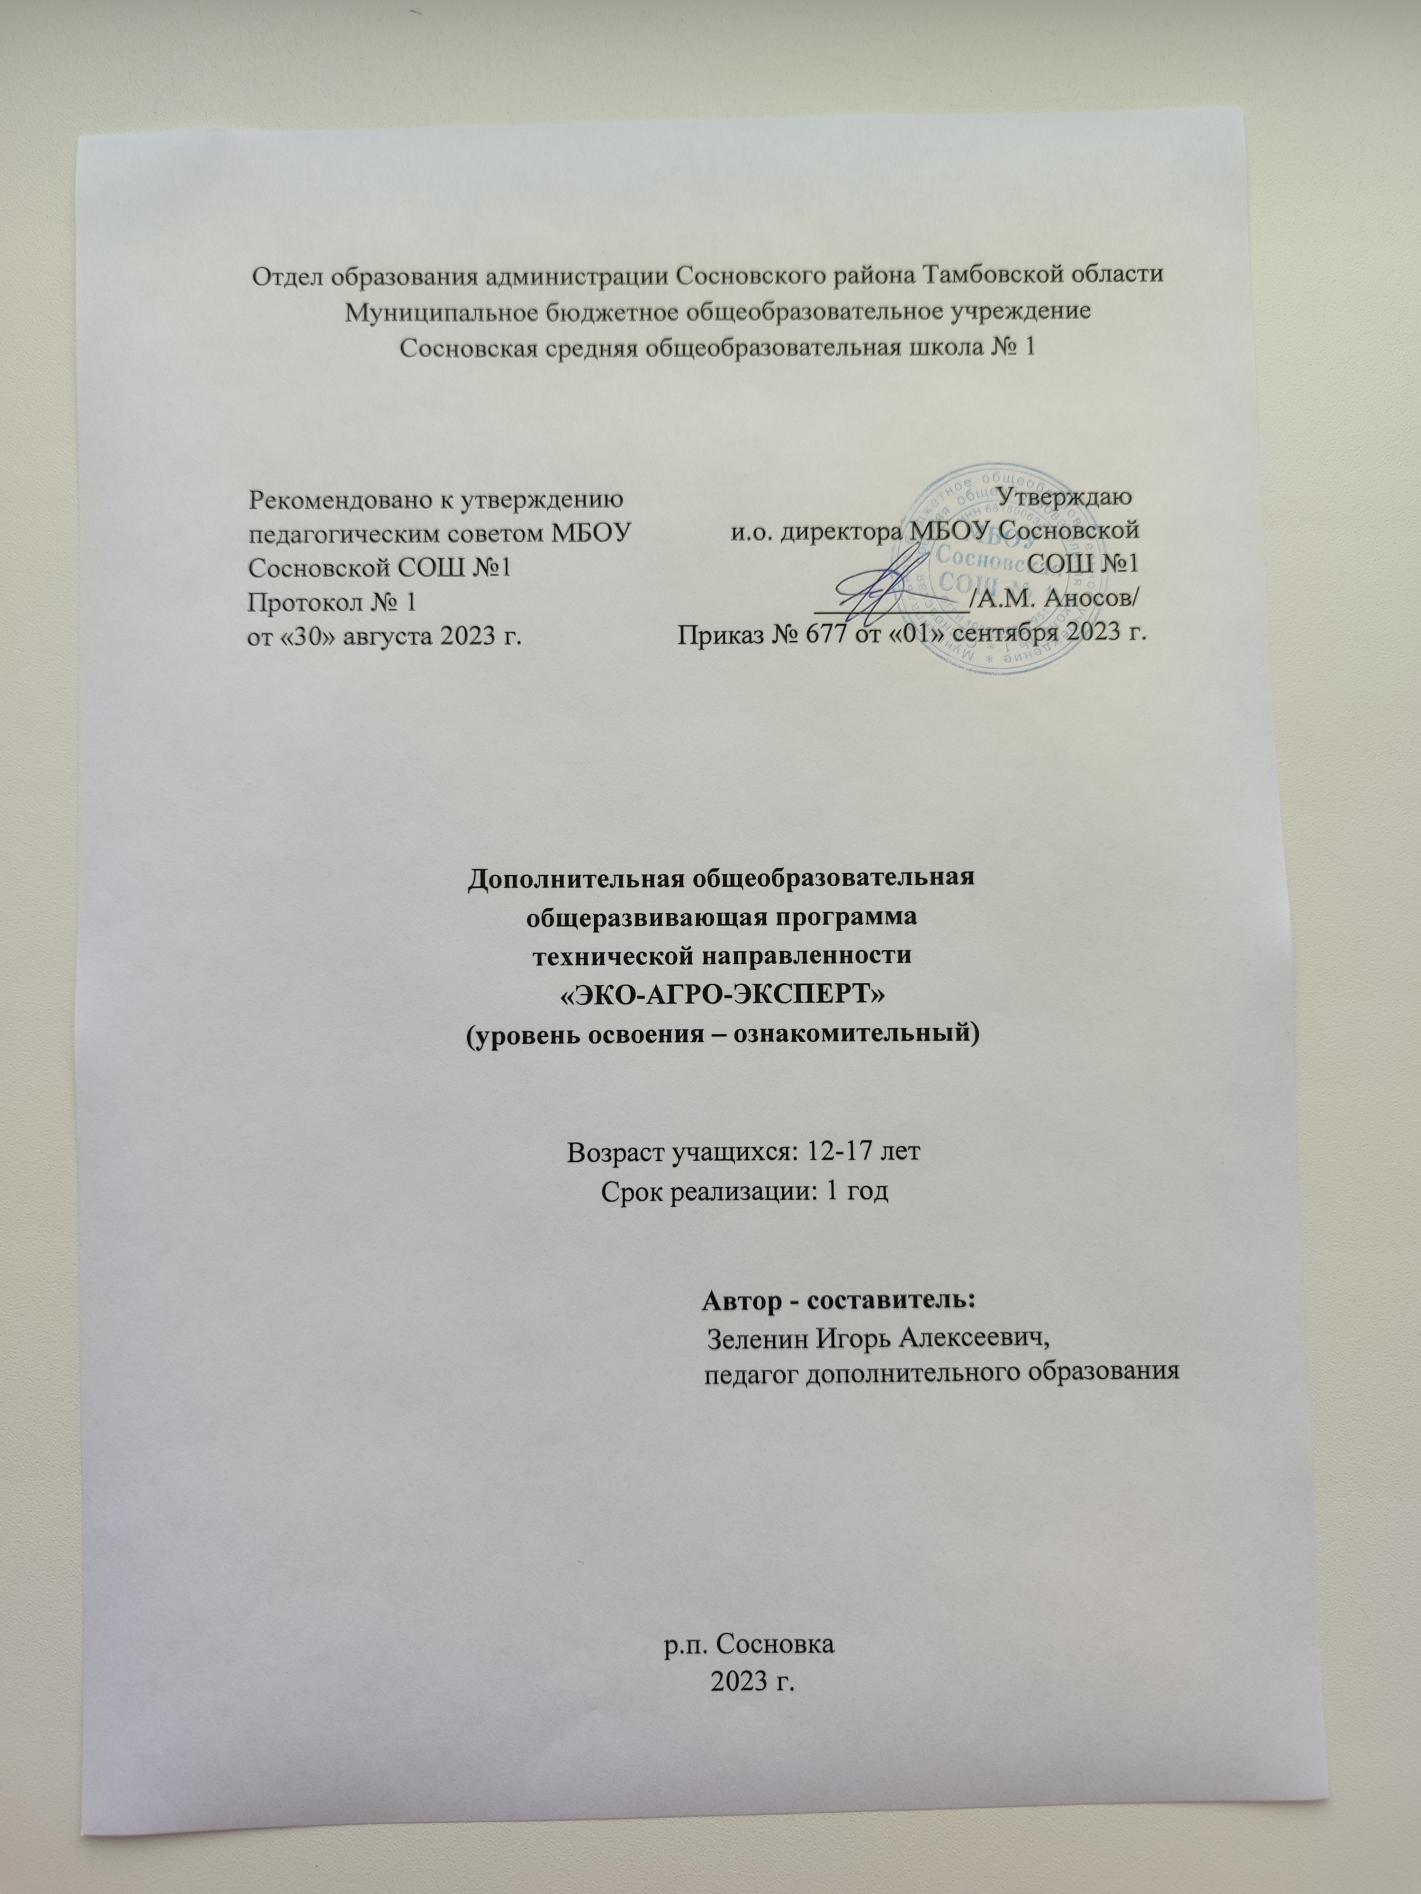 Отдел образования администрации Сосновского района Тамбовской области
Муниципальное бюджетное общеобразовательное учреждение
Сосновская средняя общеобразовательная школа № 1
Рекомендовано к утверждению
педагогическим советом МБОУ
Сосновской СОШ №1
Протокол № 1
от «30» августа 2023 г.
Утверждаю
и.о. директора МБОУ Сосновской
СОШ №1
/А.М. Аносов/
Приказ № 677 от «01» сентября 2023 г.
МБОУ
Сосновская
СОШ №
Дополнительная общеобразовательная
общеразвивающая программа
технической направленности
«ЭКО-АГРО-ЭКСПЕРТ»
(уровень освоения – ознакомительный)
Возраст учащихся: 12-17 лет
Срок реализации: 1 год
Автор - составитель:
Зеленин Игорь Алексеевич,
педагог дополнительного образования
р.п. Сосновка
2023 г.